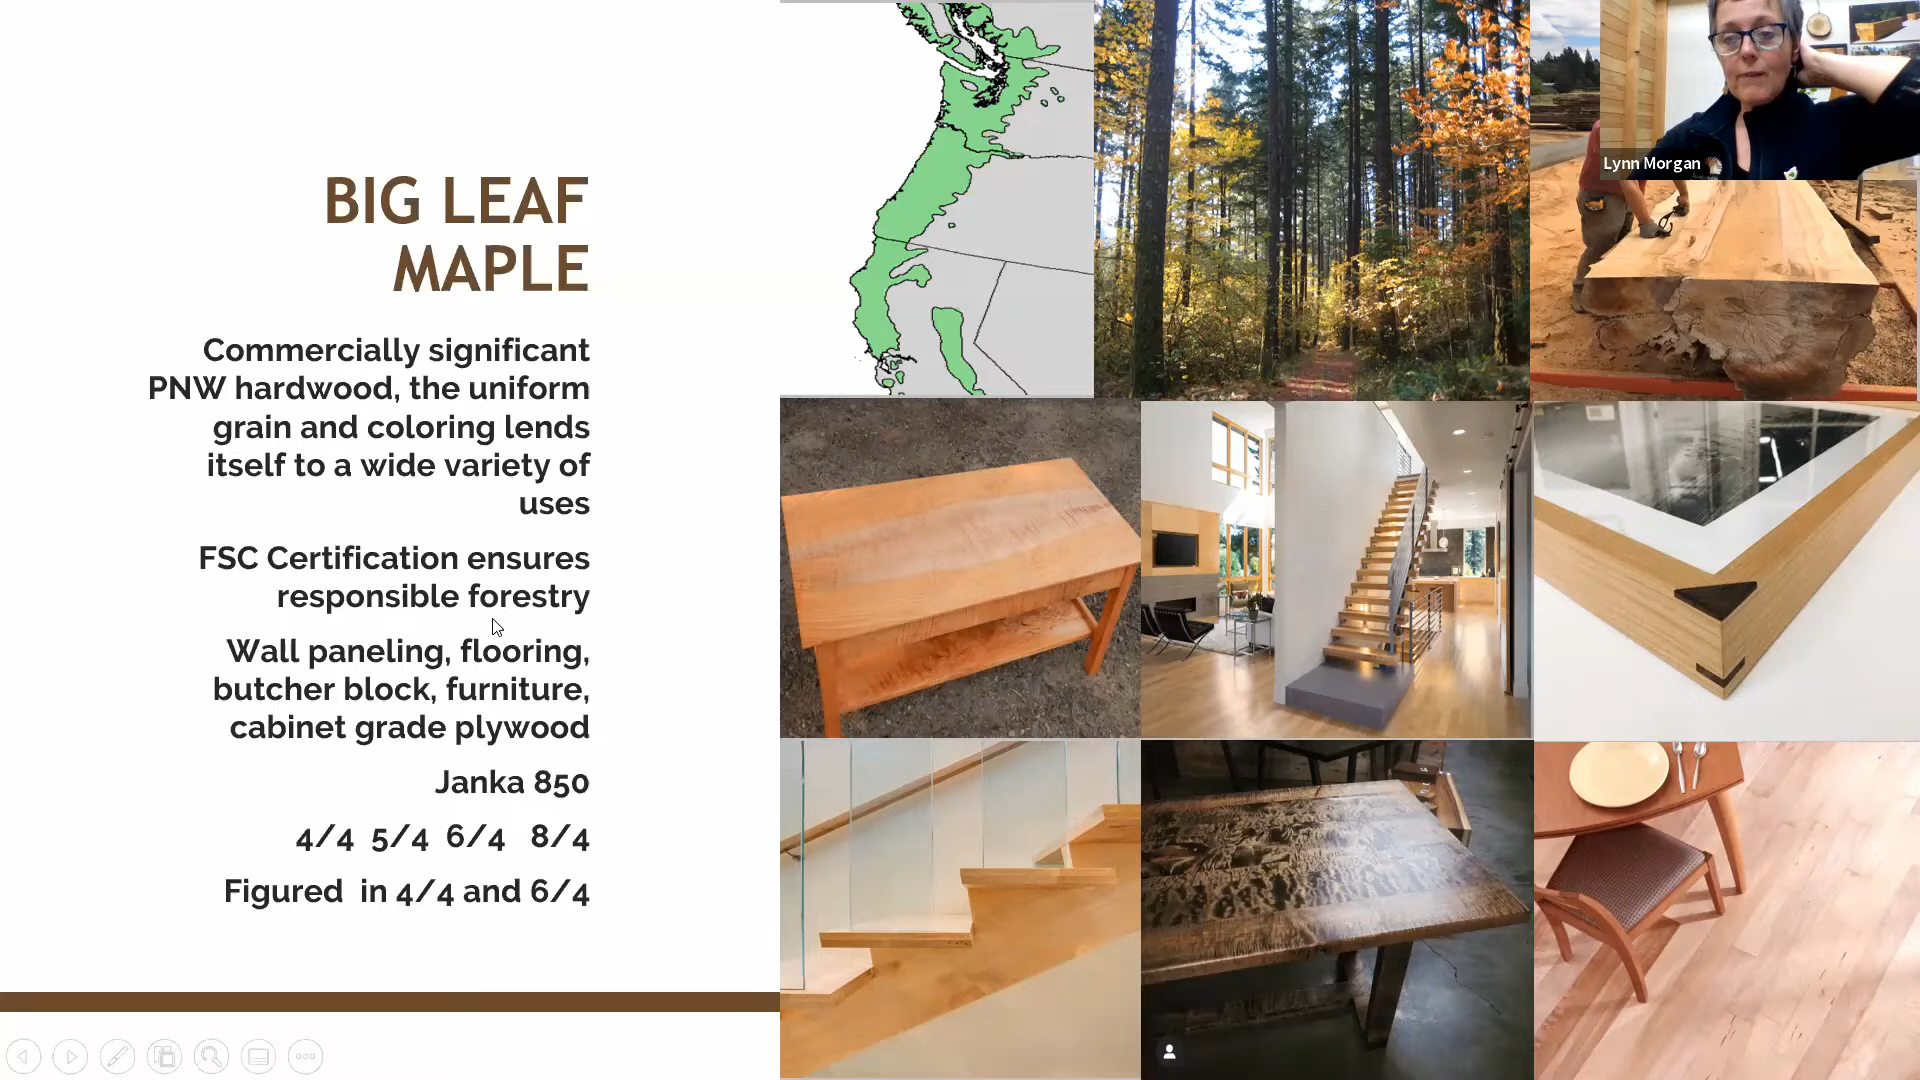 BIG LEAF
MAPLE
Commercially significant
PNW hardwood, the uniform
grain and coloring lends
itself to a wide variety of
uses
FSC Certification ensures
responsible forestry
Wall paneling, flooring,
butcher block, furniture,
cabinet grade plywood
Janka 850
4/4 5/4 6/4 8/4
Figured in 4/4 and 6/4
Lynn Morgan